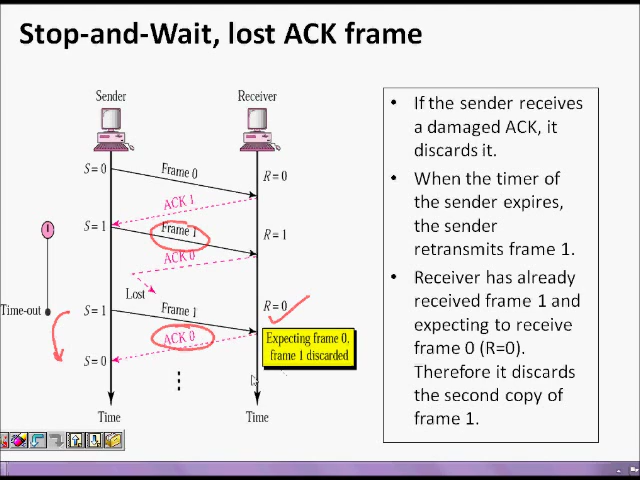 Stop-and-Wait, lost ACK frame
Sender
Receiver
S = 0
Frame 0
R = 0
ACK 1
S = 1
Frame 1
R = 1
ACK 0
Lost
Time-out
S = 1
Frame 1
R = 0
ACK 0
Expecting frame 0,
frame 1 discarded
S = 0
Time
Time
• If the sender receives
a damaged ACK, it
discards it.
• When the timer of
the sender expires,
the sender
retransmits frame 1.
• Receiver has already
received frame 1 and
expecting to receive
frame 0 (R=0).
Therefore it discards
the second copy of
frame 1.